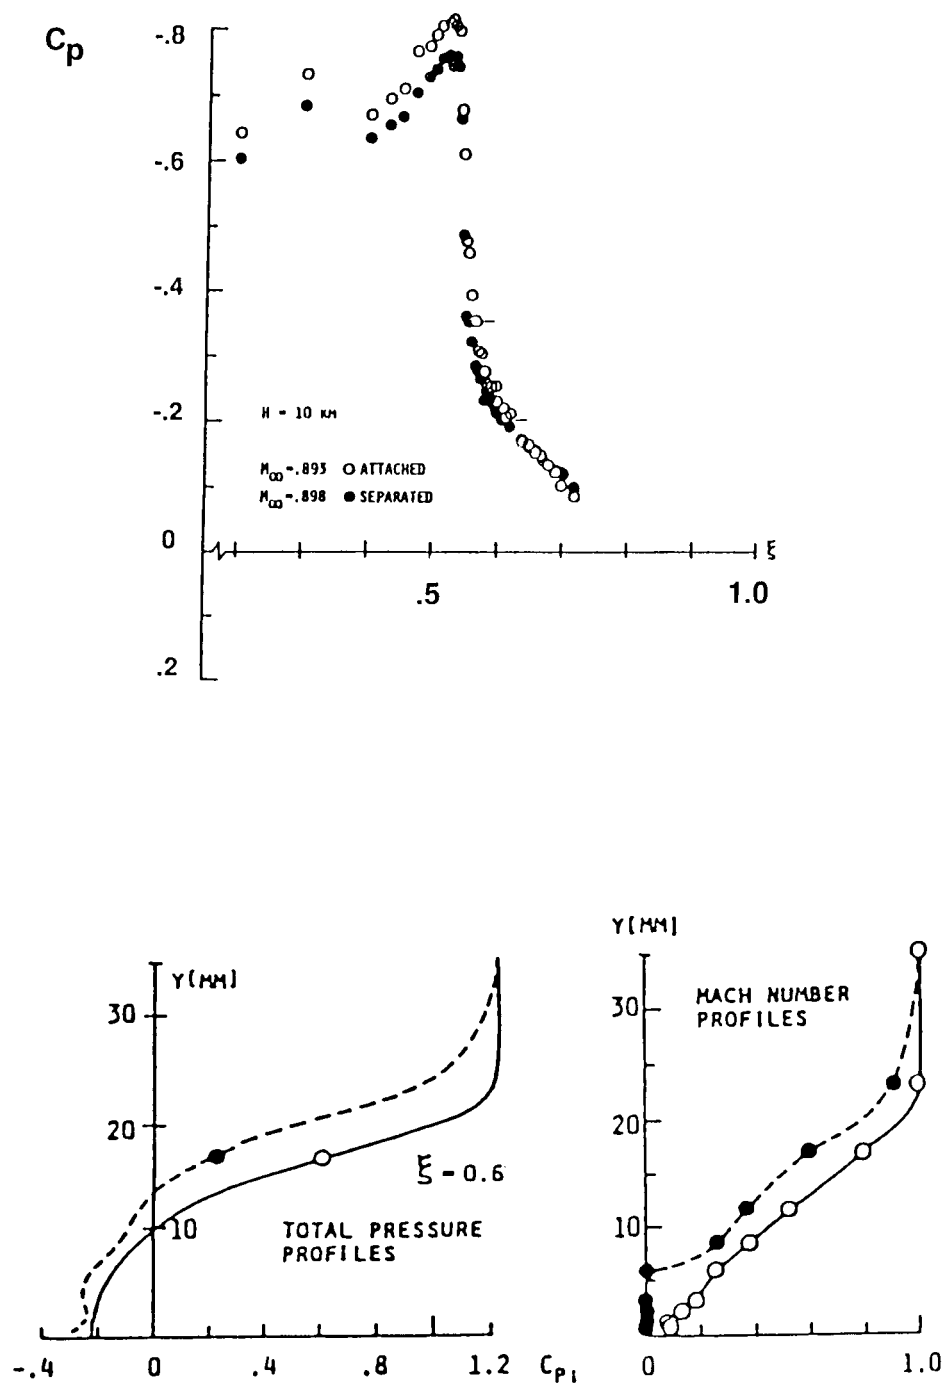 Cp
-.8
-.6
-.4
-.2
0
.2
H = 10 KM
M∞=.893 ○ ATTACHED
M∞=.898 ● SEPARATED
ξ
.5
1.0
Y[MM]
30
20
10
ξ=0.6
TOTAL PRESSURE
PROFILES
-.4
0
.4
.8
1.2
CPi
Y[MM]
MACH NUMBER
PROFILES
30
20
10
0
1.0